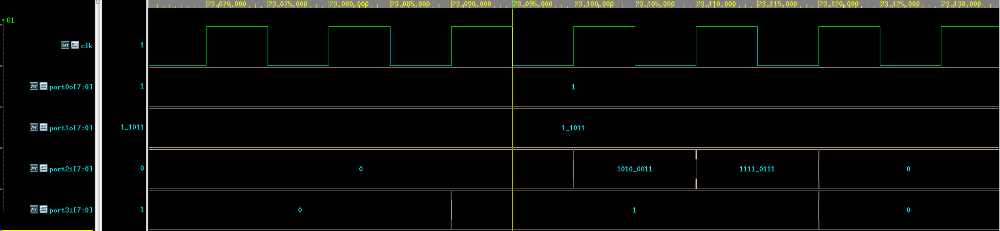 23,070,000 23,075,000 23,080,000 23,085,000 23,090,000 23,095,000 23,100,000 23,105,000 23,110,000 23,115,000 23,120,000 23,125,000 23,130,000
G1
Ver NET clk 1
Ver NET port0o[7:0] 1 1
Ver NET port1o[7:0] 1_1011 1_1011
Ver NET port2i[7:0] 0 0 1010_0011 1111_0111 0
Ver NET port3i[7:0] 1 0 1 0